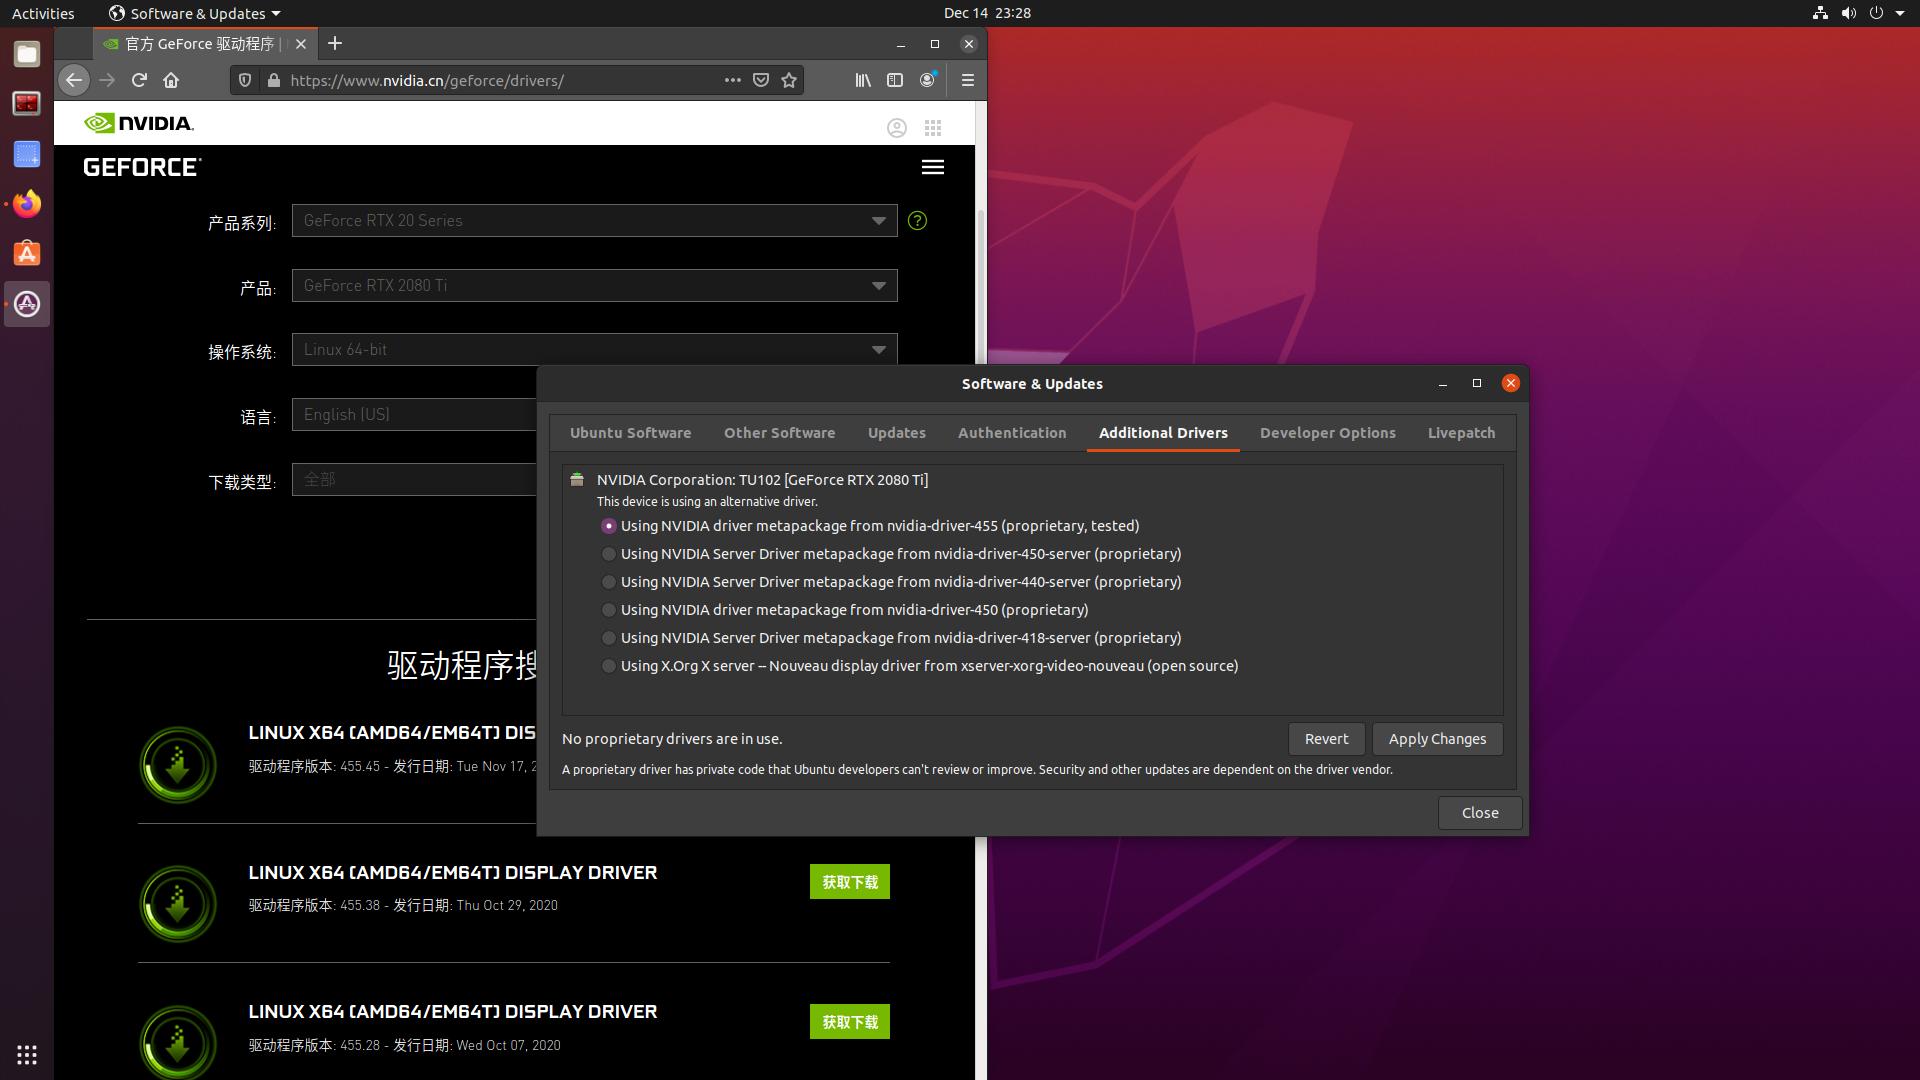 Activities
Software & Updates
Dec 14 23:28
官方 GeForce 驱动程序 |
https://www.nvidia.cn/geforce/drivers/
NVIDIA.
GEFORCE
产品系列:
GeForce RTX 20 Series
产品:
GeForce RTX 2080 Ti
操作系统:
Linux 64-bit
语言:
English (US)
下载类型:
全部
驱动程序搜
LINUX X64 (AMD64/EM64T) DIS
驱动程序版本: 455.45 - 发行日期: Tue Nov 17, 2
LINUX X64 (AMD64/EM64T) DISPLAY DRIVER
驱动程序版本: 455.38 - 发行日期: Thu Oct 29, 2020
获取下载
LINUX X64 (AMD64/EM64T) DISPLAY DRIVER
驱动程序版本: 455.28 - 发行日期: Wed Oct 07, 2020
获取下载
Software & Updates
Ubuntu Software
Other Software
Updates
Authentication
Additional Drivers
Developer Options
Livepatch
NVIDIA Corporation: TU102 [GeForce RTX 2080 Ti]
This device is using an alternative driver.
Using NVIDIA driver metapackage from nvidia-driver-455 (proprietary, tested)
Using NVIDIA Server Driver metapackage from nvidia-driver-450-server (proprietary)
Using NVIDIA Server Driver metapackage from nvidia-driver-440-server (proprietary)
Using NVIDIA driver metapackage from nvidia-driver-450 (proprietary)
Using NVIDIA Server Driver metapackage from nvidia-driver-418-server (proprietary)
Using X.Org X server -- Nouveau display driver from xserver-xorg-video-nouveau (open source)
No proprietary drivers are in use.
Revert
Apply Changes
A proprietary driver has private code that Ubuntu developers can't review or improve. Security and other updates are dependent on the driver vendor.
Close